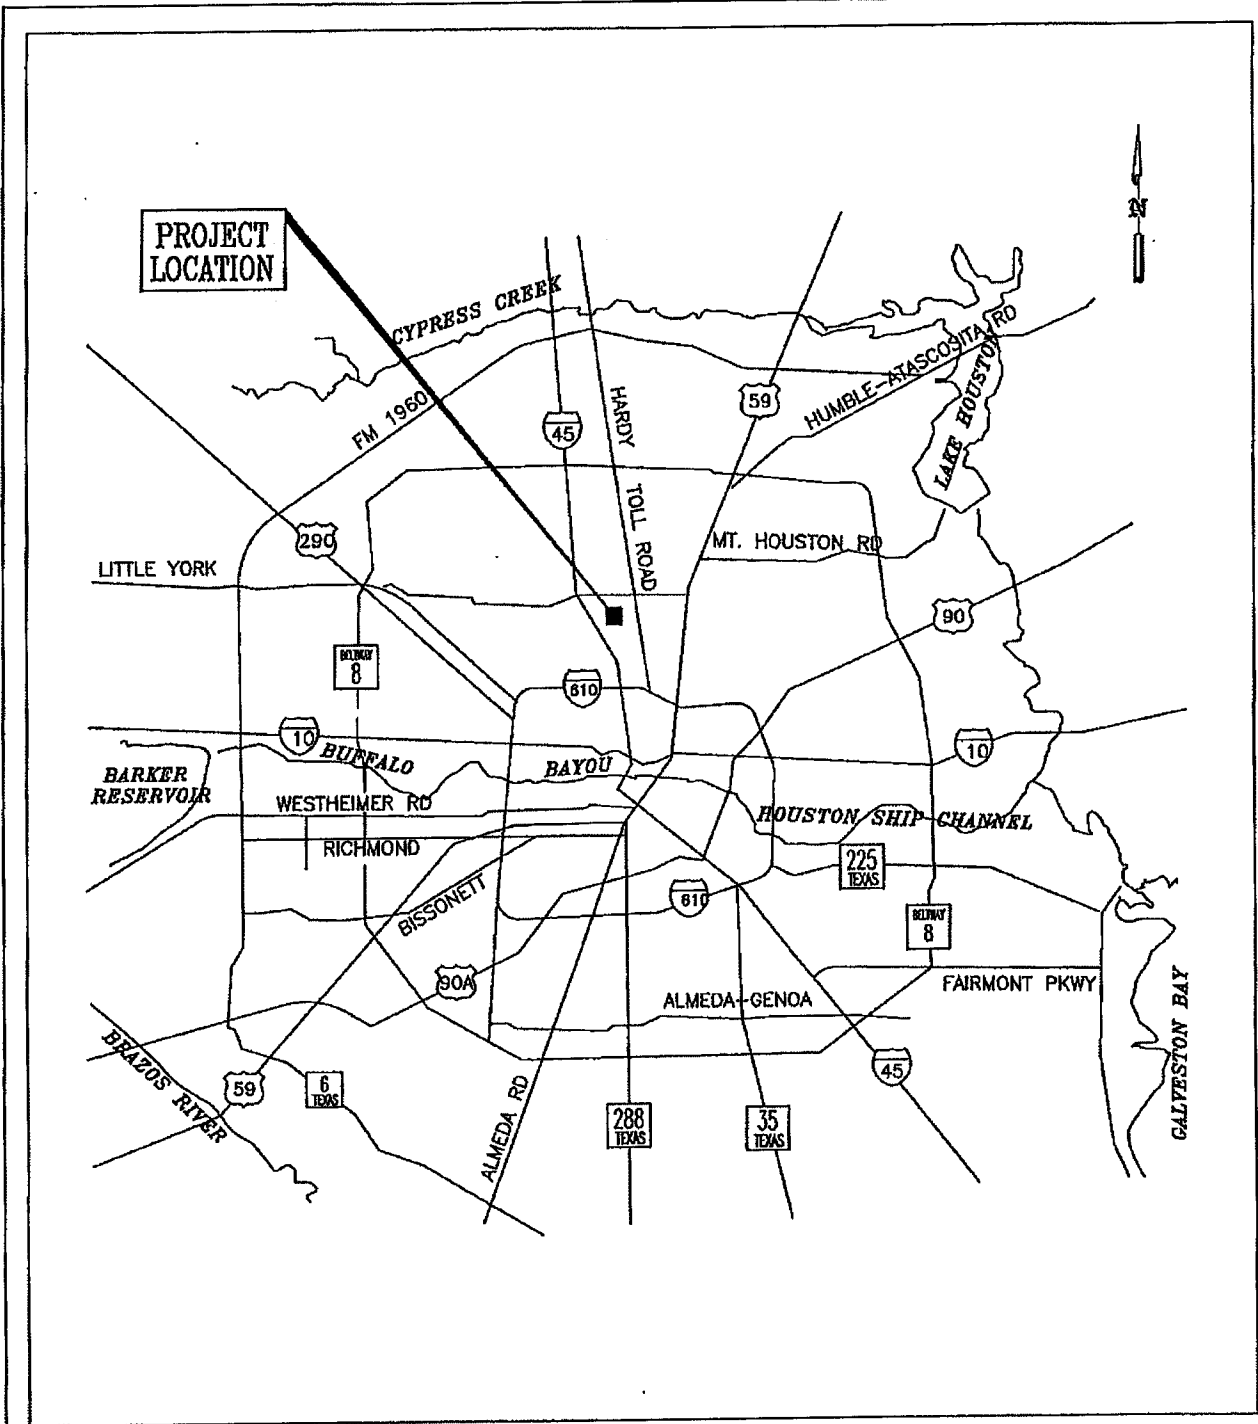 N
PROJECT
LOCATION
CYPRESS CREEK
HUMBLE-ATASCOSITA RD
LAKE HOUSTON
FM 1960
45
HARDY TOLL ROAD
59
290
MT. HOUSTON RD
LITTLE YORK
90
BELTWAY
8
610
10
BUFFALO BAYOU
10
BARKER
RESERVOIR
WESTHEIMER RD
HOUSTON SHIP CHANNEL
RICHMOND
225
TEXAS
BISSONETT
610
BELTWAY
8
90A
FAIRMONT PKWY
ALMEDA-GENOA
GALVESTON BAY
BRAZOS RIVER
59
6
TEXAS
45
ALMEDA RD
288
TEXAS
35
TEXAS